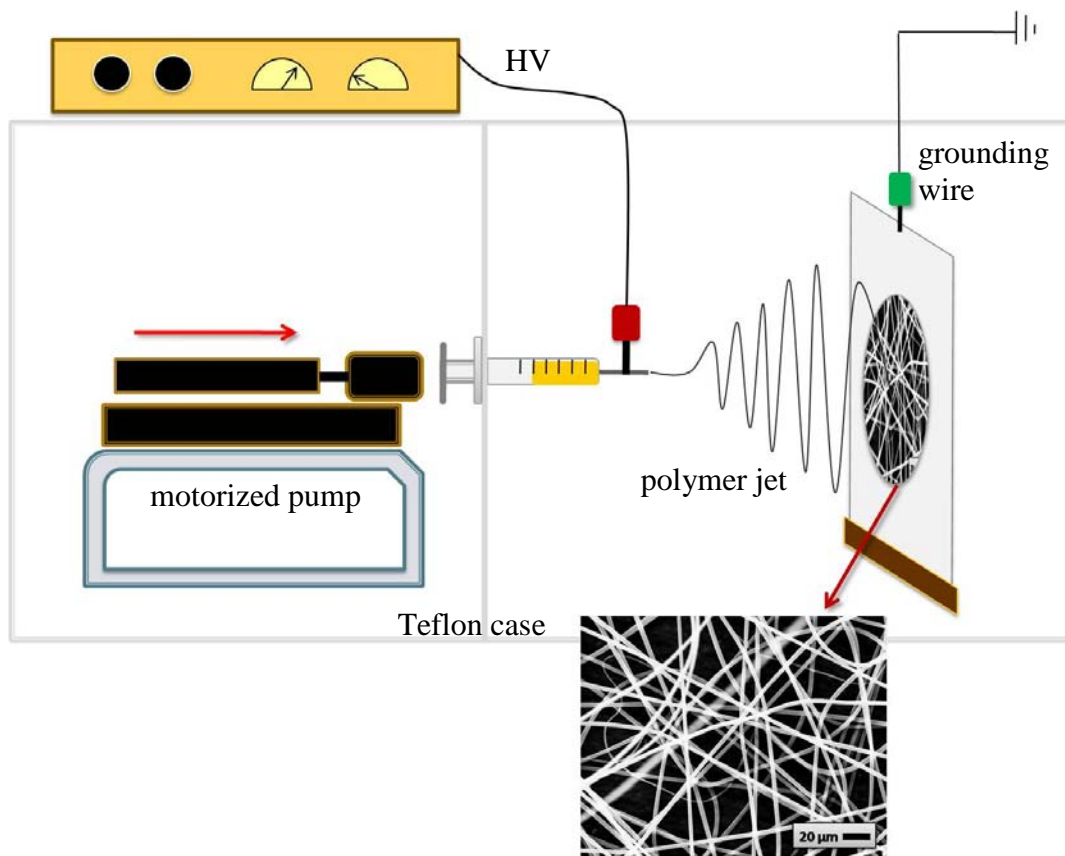 HV
grounding
wire
motorized pump
polymer jet
Teflon case
20 µm